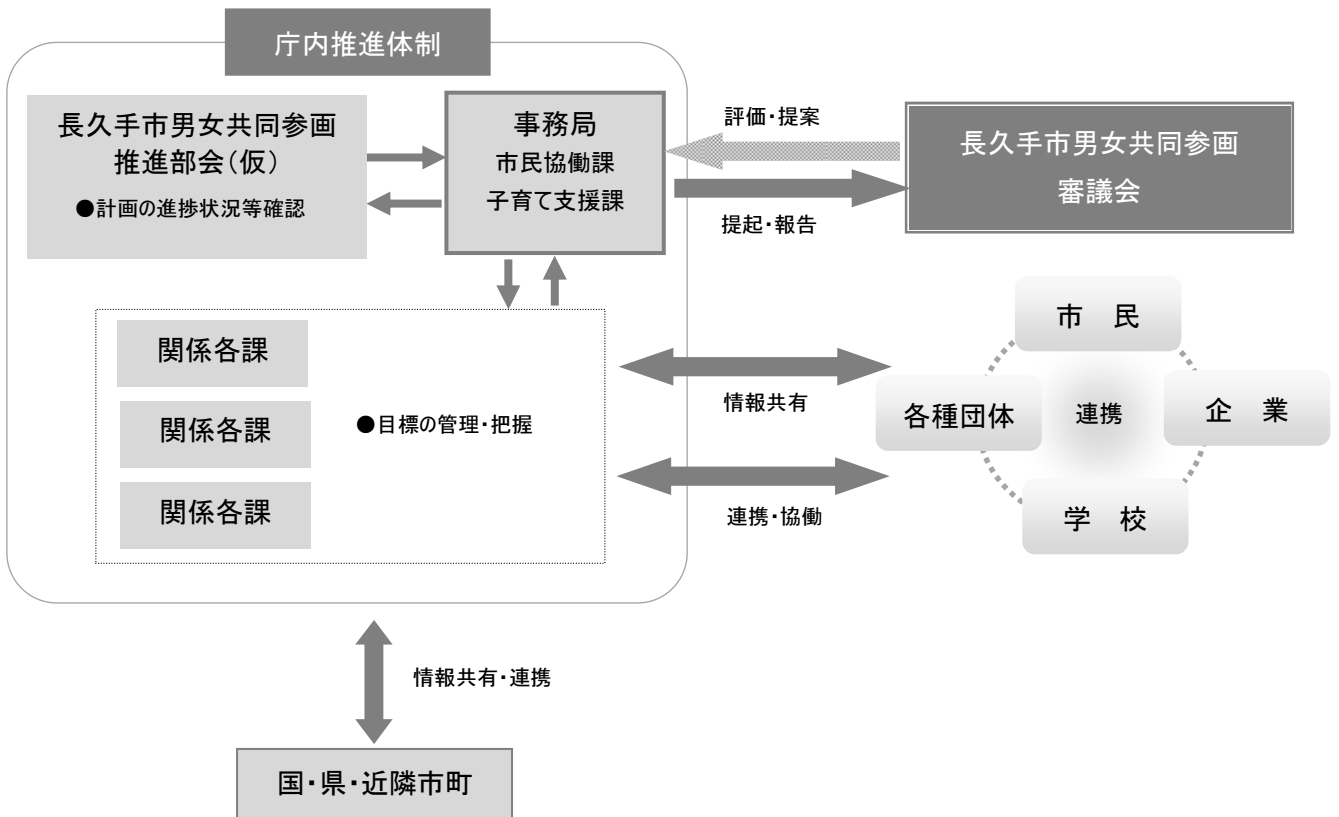 庁内推進体制
長久手市男女共同参画
推進部会(仮)
●計画の進捗状況等確認
事務局
市民協働課
子育て支援課
評価・提案
提起・報告
長久手市男女共同参画
審議会
関係各課
関係各課
関係各課
●目標の管理・把握
情報共有
連携・協働
市　民
各種団体
連携
企　業
学　校
情報共有・連携
国・県・近隣市町